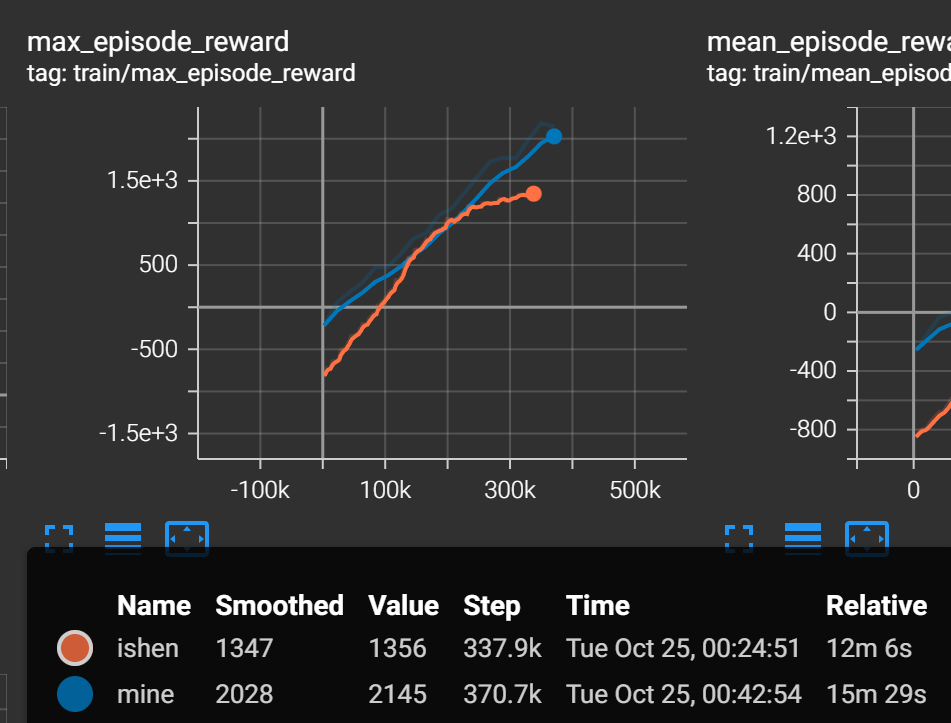 max_episode_reward
tag: train/max_episode_reward
1.5e+3
500
-500
-1.5e+3
-100k 100k 300k 500k
mean_episode_rewa
tag: train/mean_episod
1.2e+3
800
400
0
-400
-800
0
Name Smoothed Value Step Time Relative
ishen 1347 1356 337.9k Tue Oct 25, 00:24:51 12m 6s
mine 2028 2145 370.7k Tue Oct 25, 00:42:54 15m 29s